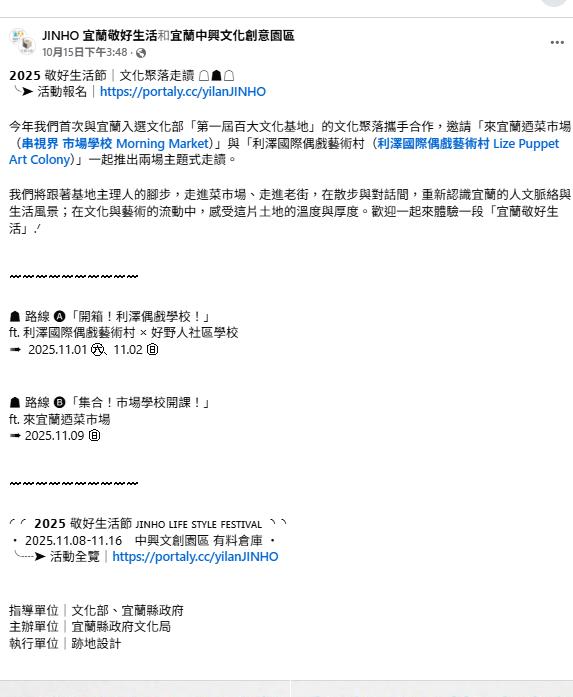 JINHO 宜蘭敬好生活和宜蘭中興文化創意園區
10月15日下午3:48 ·
2025 敬好生活節｜文化聚落走讀 ☖☗☖
╰➤ 活動報名｜https://portaly.cc/yilanJINHO
今年我們首次與宜蘭入選文化部「第一屆百大文化基地」的文化聚落攜手合作，邀請「來宜蘭迺菜市場
（串視界 市場學校 Morning Market）」與「利澤國際偶戲藝術村（利澤國際偶戲藝術村 Lize Puppet
Art Colony）」一起推出兩場主題式走讀。
我們將跟著基地主理人的腳步，走進菜市場、走進老街，在散步與對話間，重新認識宜蘭的人文脈絡與
生活風景；在文化與藝術的流動中，感受這片土地的溫度與厚度。歡迎一起來體驗一段「宜蘭敬好生
活」.ᐟ
﹏﹏﹏﹏﹏﹏﹏﹏﹏﹏
☗ 路線 🅐「開箱！利澤偶戲學校！」
ft. 利澤國際偶戲藝術村 × 好野人社區學校
➠ 2025.11.01 ㊅、11.02 ㊐
☗ 路線 🅑「集合！市場學校開課！」
ft. 來宜蘭迺菜市場
➠ 2025.11.09 ㊐
﹏﹏﹏﹏﹏﹏﹏﹏﹏﹏
◜◜ 2025 敬好生活節 ᴊɪɴʜᴏ ʟɪғᴇ sᴛʏʟᴇ ғᴇsᴛɪᴠᴀʟ ◝◝
・ 2025.11.08-11.16　中興文創園區 有料倉庫 ・
╰┈➤ 活動全覽｜https://portaly.cc/yilanJINHO
指導單位｜文化部、宜蘭縣政府
主辦單位｜宜蘭縣政府文化局
執行單位｜跡地設計